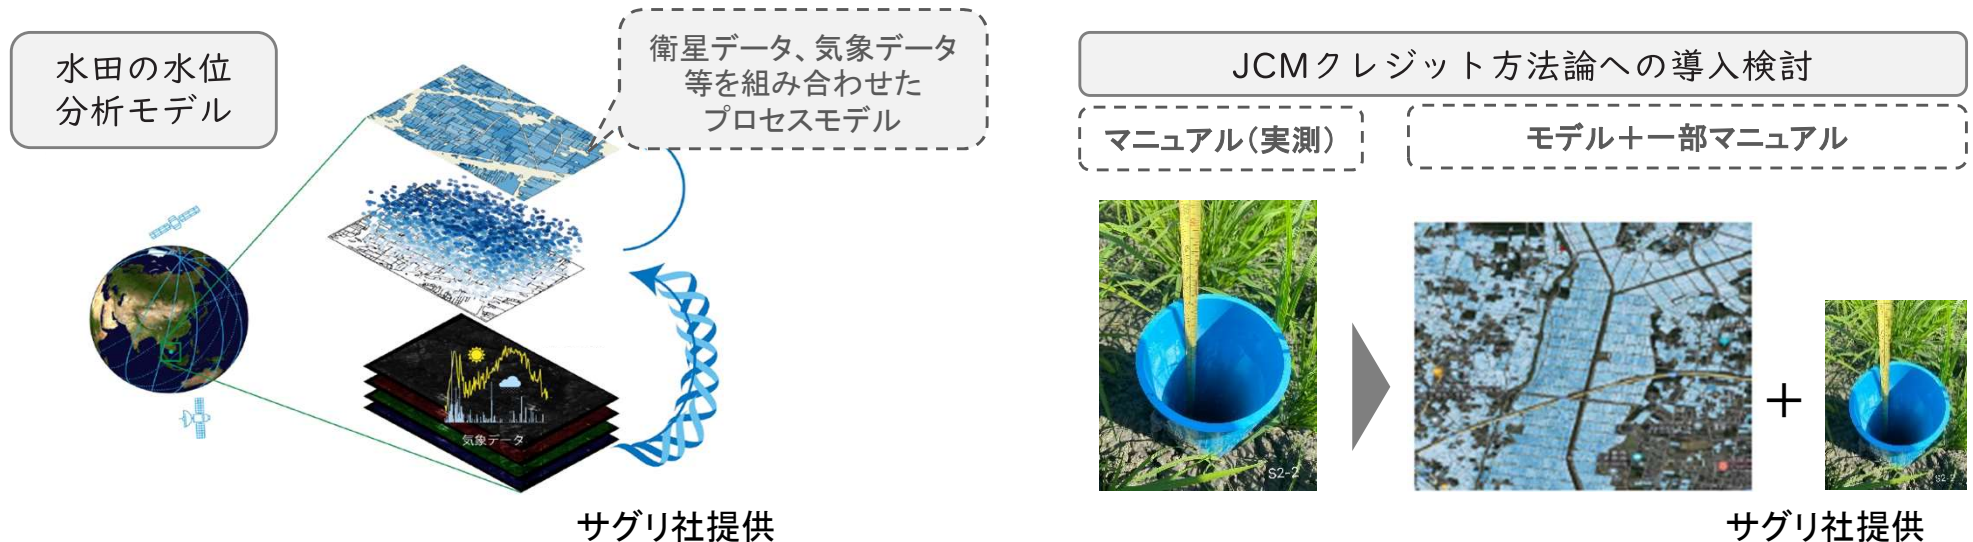 水田の水位
分析モデル
衛星データ、気象データ
等を組み合わせた
プロセスモデル
気象データ
サグリ社提供
JCMクレジット方法論への導入検討
マニュアル（実測）
モデル＋一部マニュアル
S2-2
＋
S2-2
サグリ社提供